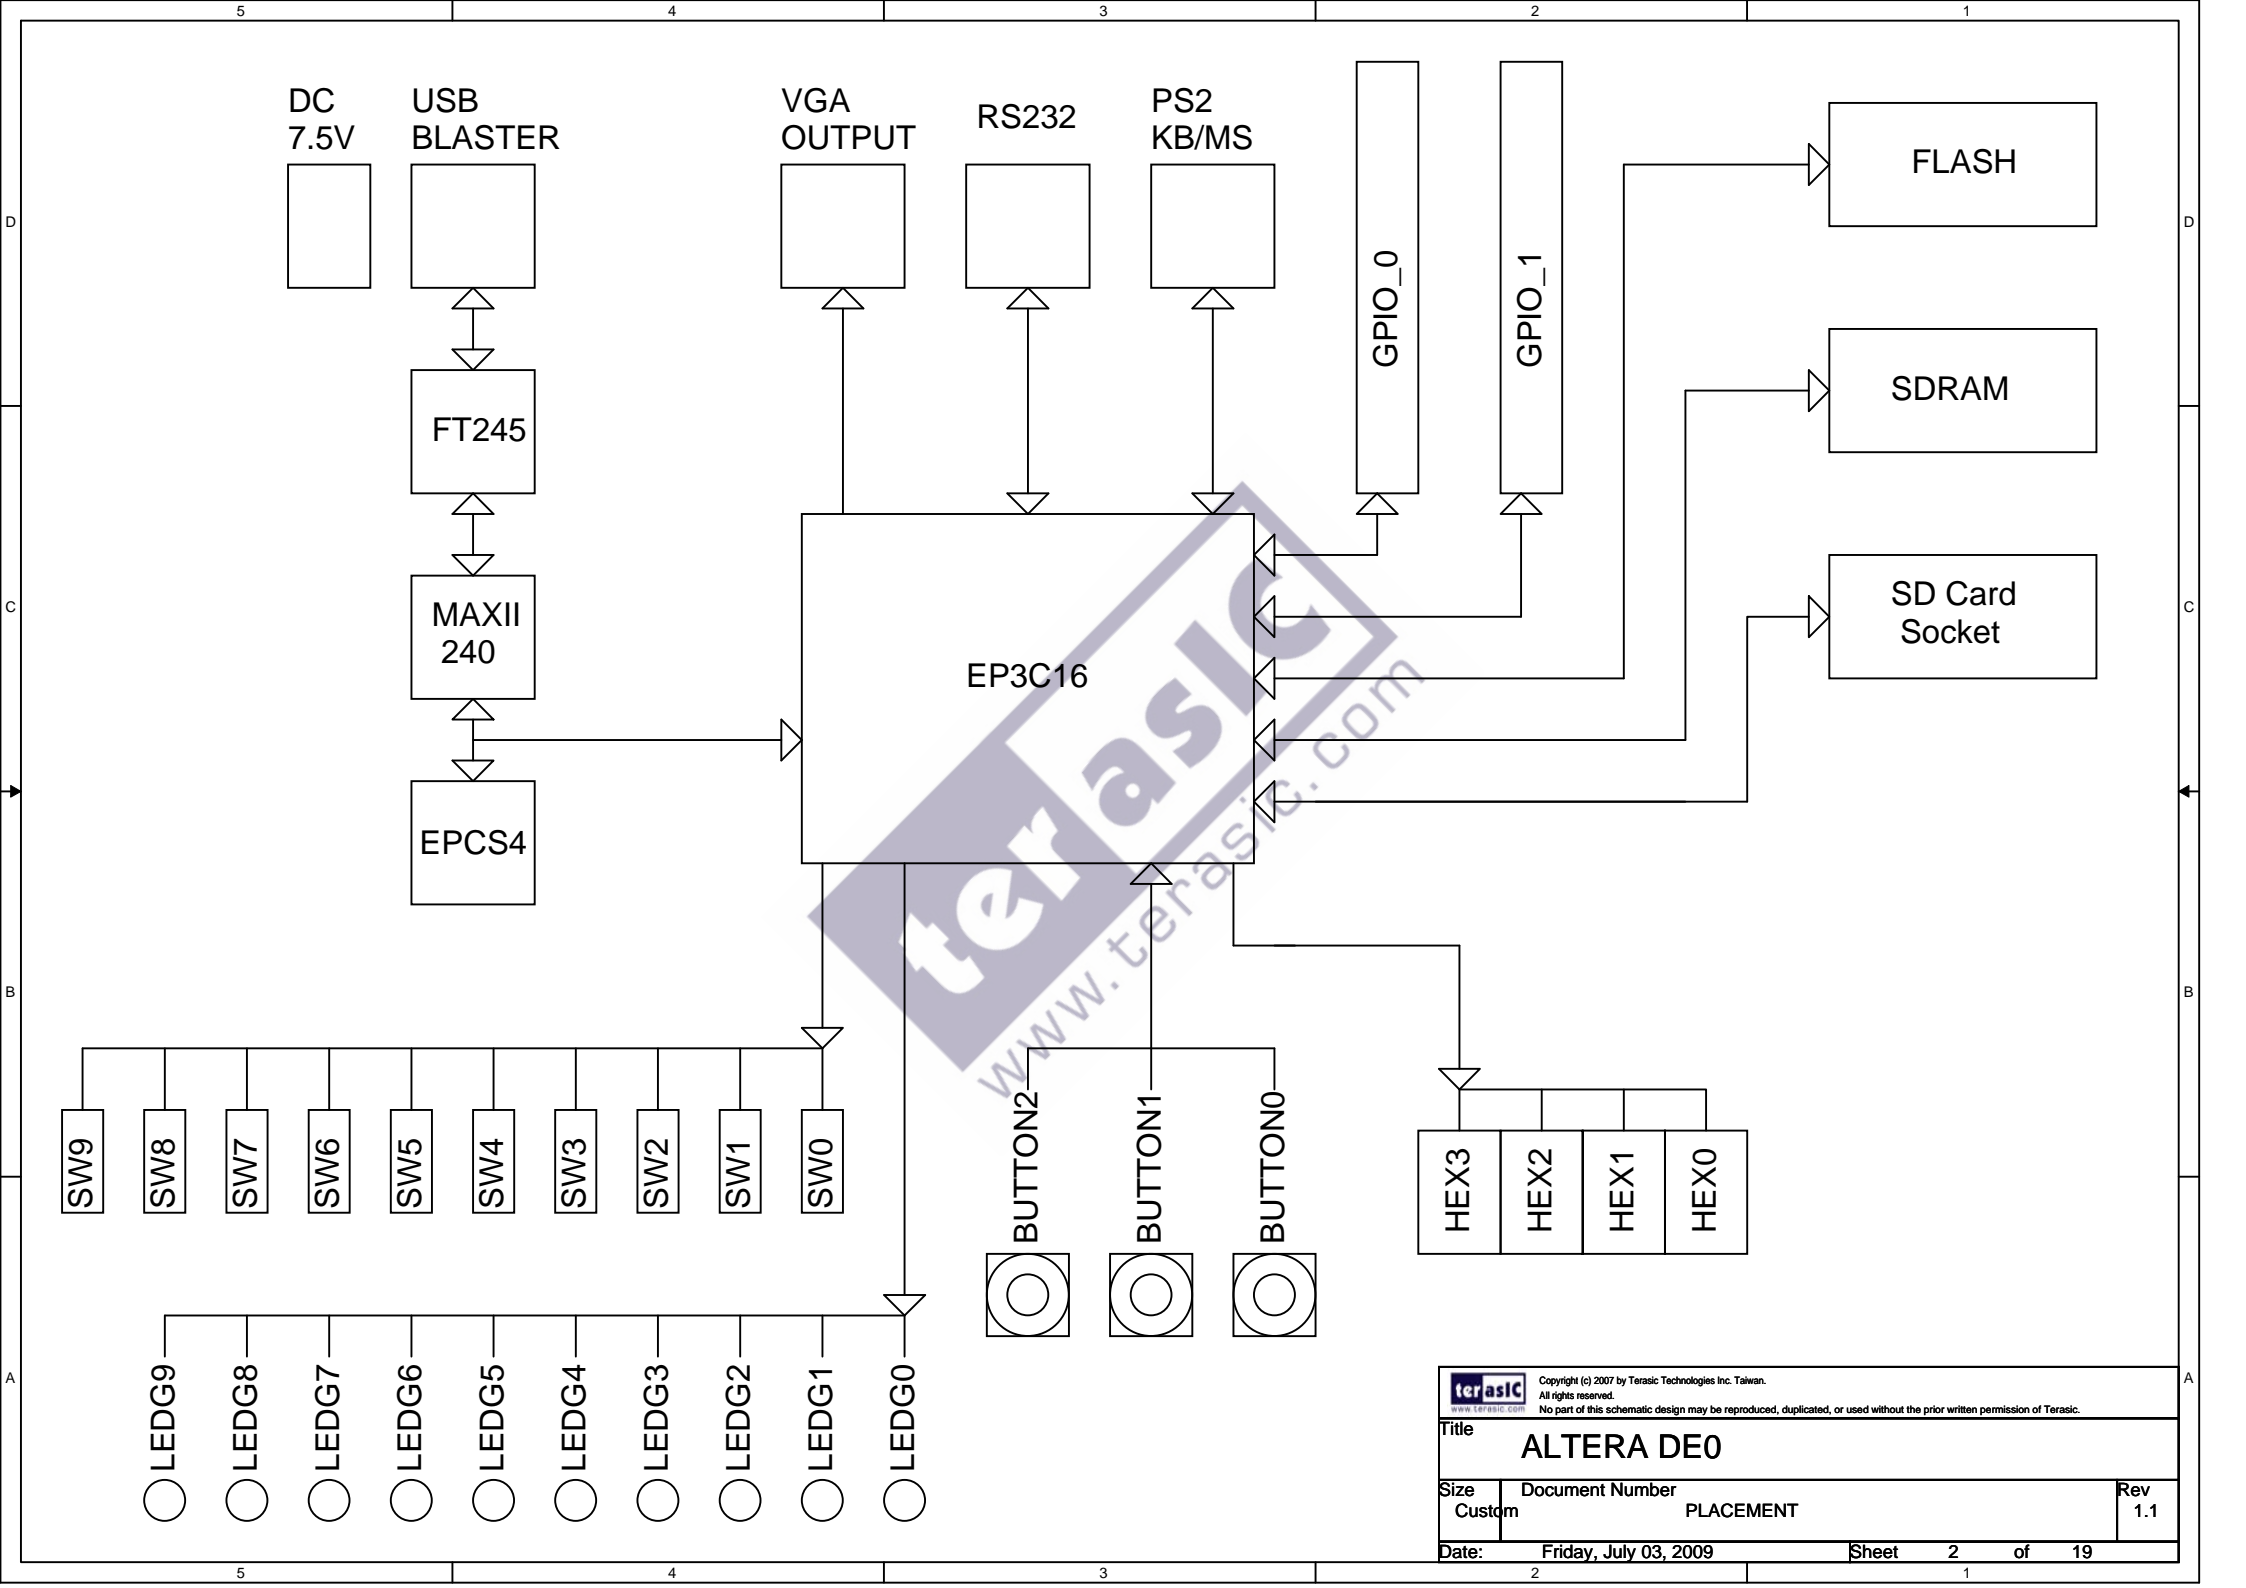 5 4 3 2 1
DC
7.5V
USB
BLASTER
VGA
OUTPUT
RS232
PS2
KB/MS
GPIO_0
GPIO_1
FLASH
D
D
SDRAM
FT245
MAXII
240
SD Card
Socket
C
C
EP3C16
EPCS4
terasic
www.terasic.com
B
B
SW9 SW8 SW7 SW6 SW5 SW4 SW3 SW2 SW1 SW0
BUTTON2 BUTTON1 BUTTON0
HEX3 HEX2 HEX1 HEX0
LEDG9 LEDG8 LEDG7 LEDG6 LEDG5 LEDG4 LEDG3 LEDG2 LEDG1 LEDG0
A
A
terasic
www.terasic.com
Copyright (c) 2007 by Terasic Technologies Inc. Taiwan.
All rights reserved.
No part of this schematic design may be reproduced, duplicated, or used without the prior written permission of Terasic.
Title
ALTERA DE0
Size Document Number Rev
Custom PLACEMENT 1.1
Date: Friday, July 03, 2009 Sheet 2 of 19
5 4 3 2 1